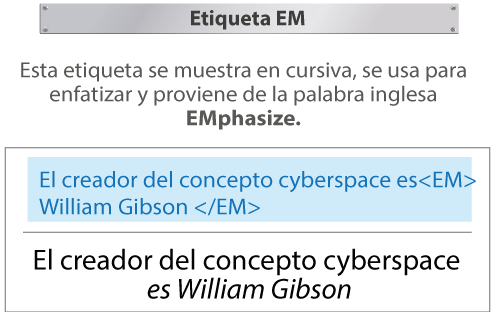 Etiqueta EM
Esta etiqueta se muestra en cursiva, se usa para
enfatizar y proviene de la palabra inglesa
EMphasize.
El creador del concepto cyberspace es<EM>
William Gibson </EM>
El creador del concepto cyberspace
es William Gibson